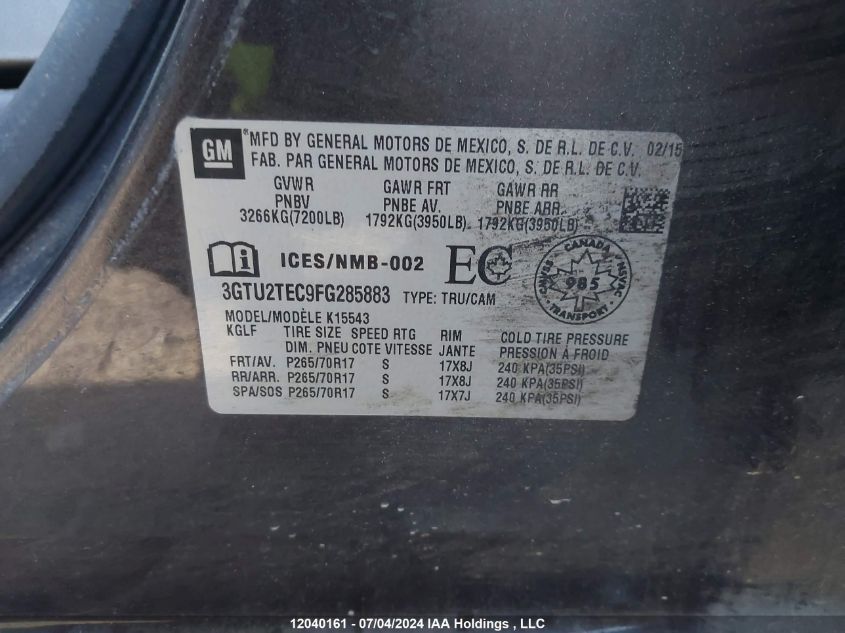 GM MFD BY GENERAL MOTORS DE MEXICO, S. DE R.L. DE C.V. 02/15
FAB. PAR GENERAL MOTORS DE MEXICO, S. DE R.L. DE C.V.
GVWR GAWR FRT GAWR RR
PNBV PNBE AV. PNBE ARR.
3266KG(7200LB) 1792KG(3950LB) 1792KG(3950LB)
ICES/NMB-002 EC
CANADA
985
TRANSPORT
3GTU2TEC9FG285883 TYPE: TRU/CAM
MODEL/MODÈLE K15543
KGLF TIRE SIZE SPEED RTG RIM COLD TIRE PRESSURE
DIM. PNEU COTE VITESSE JANTE PRESSION À FROID
FRT/AV. P265/70R17 S 17X8J 240 KPA(35PSI)
RR/ARR. P265/70R17 S 17X8J 240 KPA(35PSI)
SPA/SOS P265/70R17 S 17X7J 240 KPA(35PSI)
12040161 - 07/04/2024 IAA Holdings , LLC